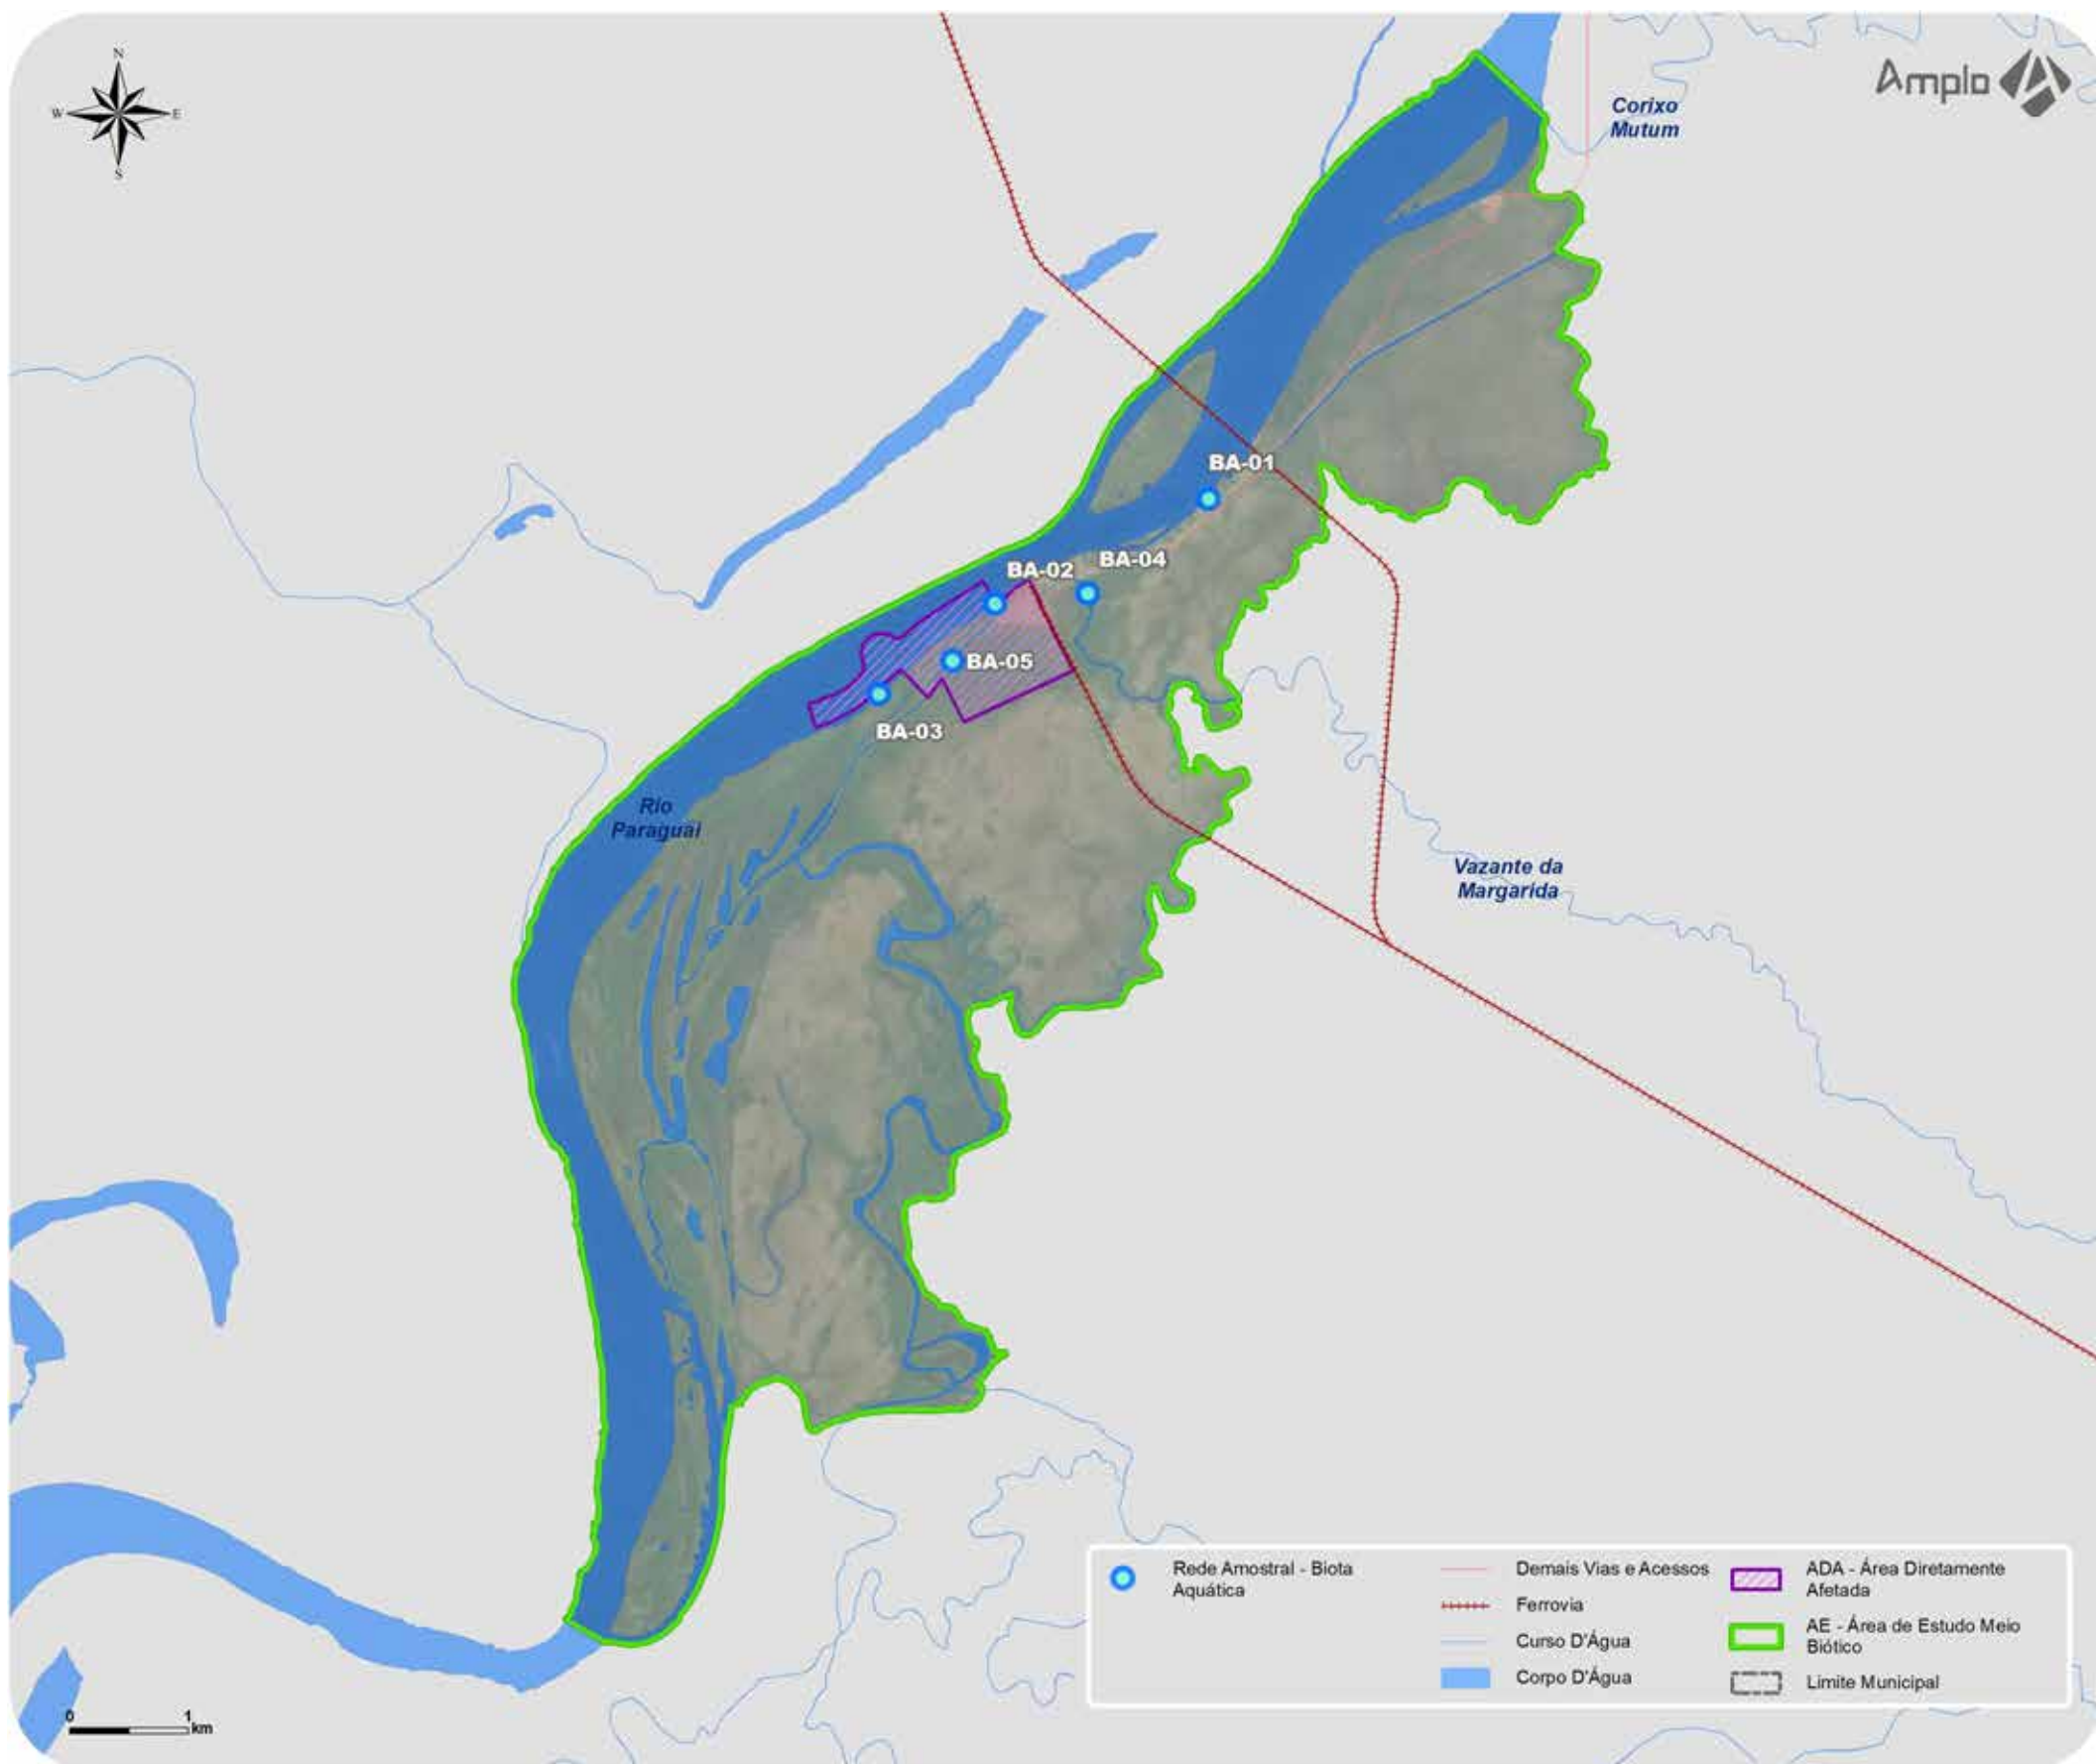 N
W
E
S
Amplo
Corixo
Mutum
BA-01
BA-04
BA-02
BA-05
BA-03
Rio
Paraguai
Vazante da
Margarida
Rede Amostral - Biota
Aquática
Demais Vias e Acessos
Ferrovia
Curso D'Água
Corpo D'Água
ADA - Área Diretamente
Afetada
AE - Área de Estudo Meio
Biótico
Limite Municipal
0 1
km